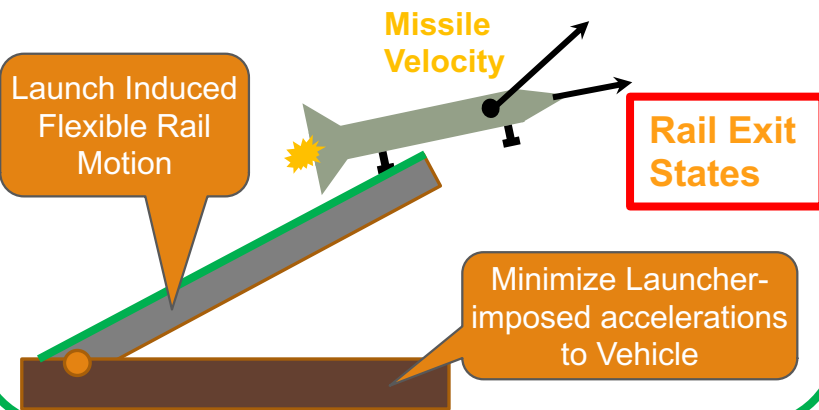 Missile
Velocity
Launch Induced
Flexible Rail
Motion
Rail Exit
States
Minimize Launcher-
imposed accelerations
to Vehicle